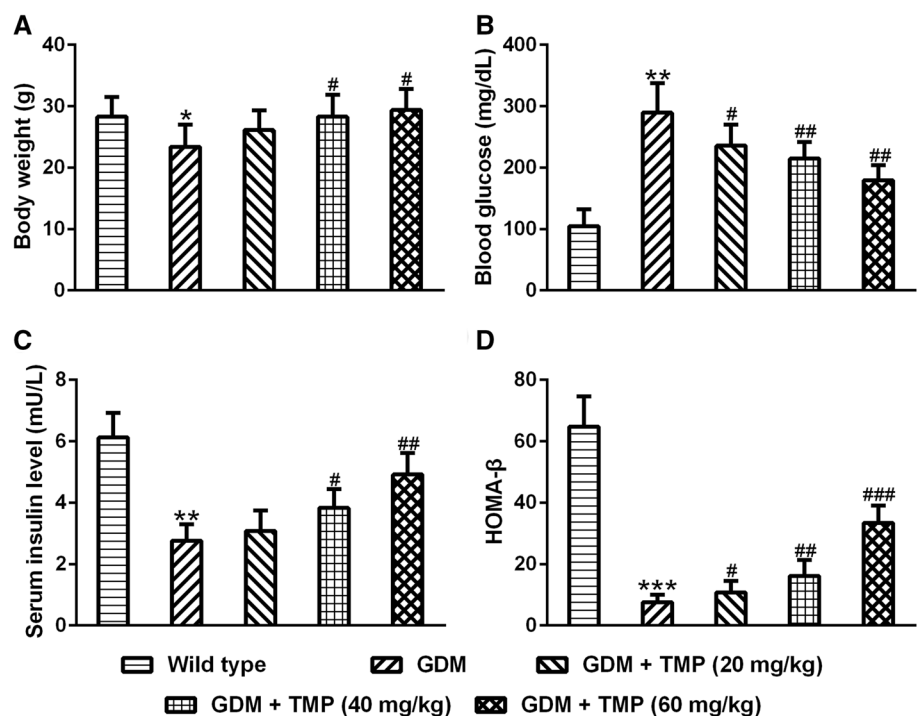 A
Body weight (g)
40
30
20
10
0
*
#
#
B
Blood glucose (mg/dL)
400
300
200
100
0
**
#
##
##
C
Serum insulin level (mU/L)
8
6
4
2
0
**
#
##
D
HOMA-β
80
60
40
20
0
***
#
##
###
Wild type
GDM
GDM + TMP (20 mg/kg)
GDM + TMP (40 mg/kg)
GDM + TMP (60 mg/kg)